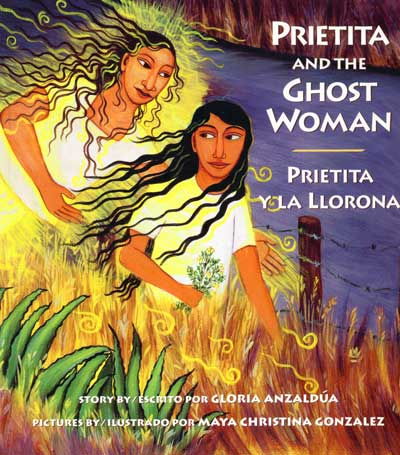 PRIETITA
AND THE
GHOST
WOMAN
PRIETITA
Y LA LLORONA
STORY BY/ESCRITO POR GLORIA ANZALDÚA
PICTURES BY/ILUSTRADO POR MAYA CHRISTINA GONZALEZ